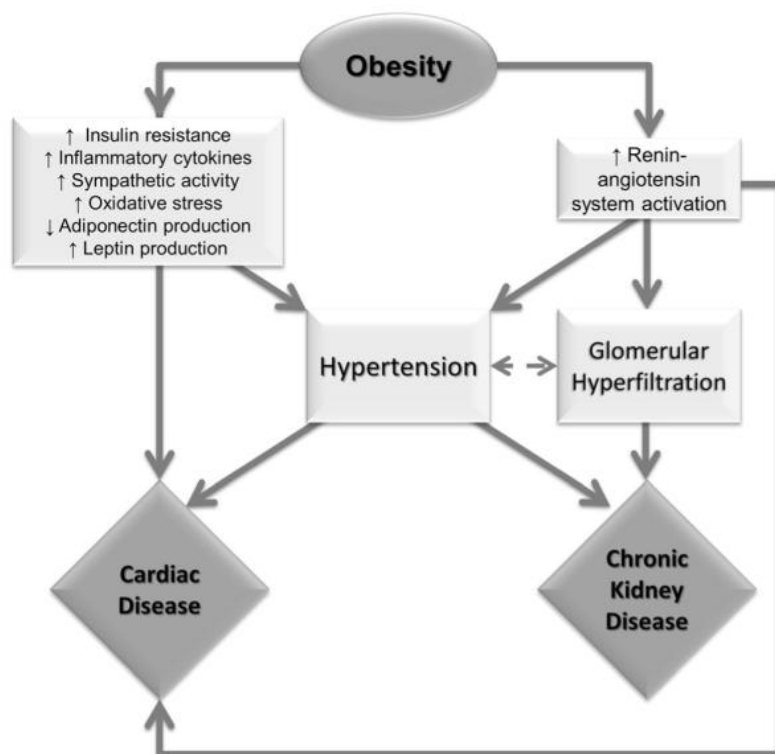 Obesity
↑ Insulin resistance
↑ Inflammatory cytokines
↑ Sympathetic activity
↑ Oxidative stress
↓ Adiponectin production
↑ Leptin production
↑ Renin-
angiotensin
system activation
Hypertension
Glomerular
Hyperfiltration
Cardiac
Disease
Chronic
Kidney
Disease